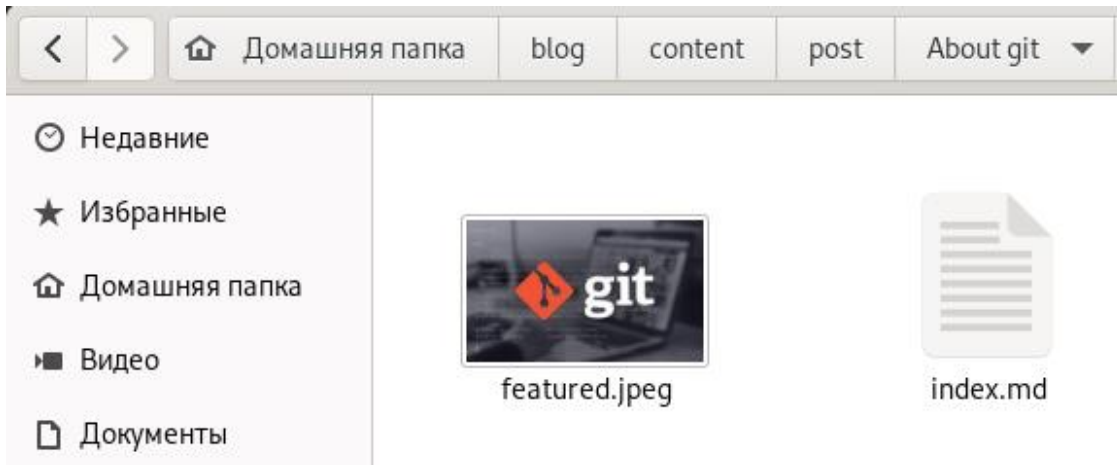 Домашняя папка blog content post About git
Недавние
Избранные
Домашняя папка
Видео
Документы
git
featured.jpeg
index.md